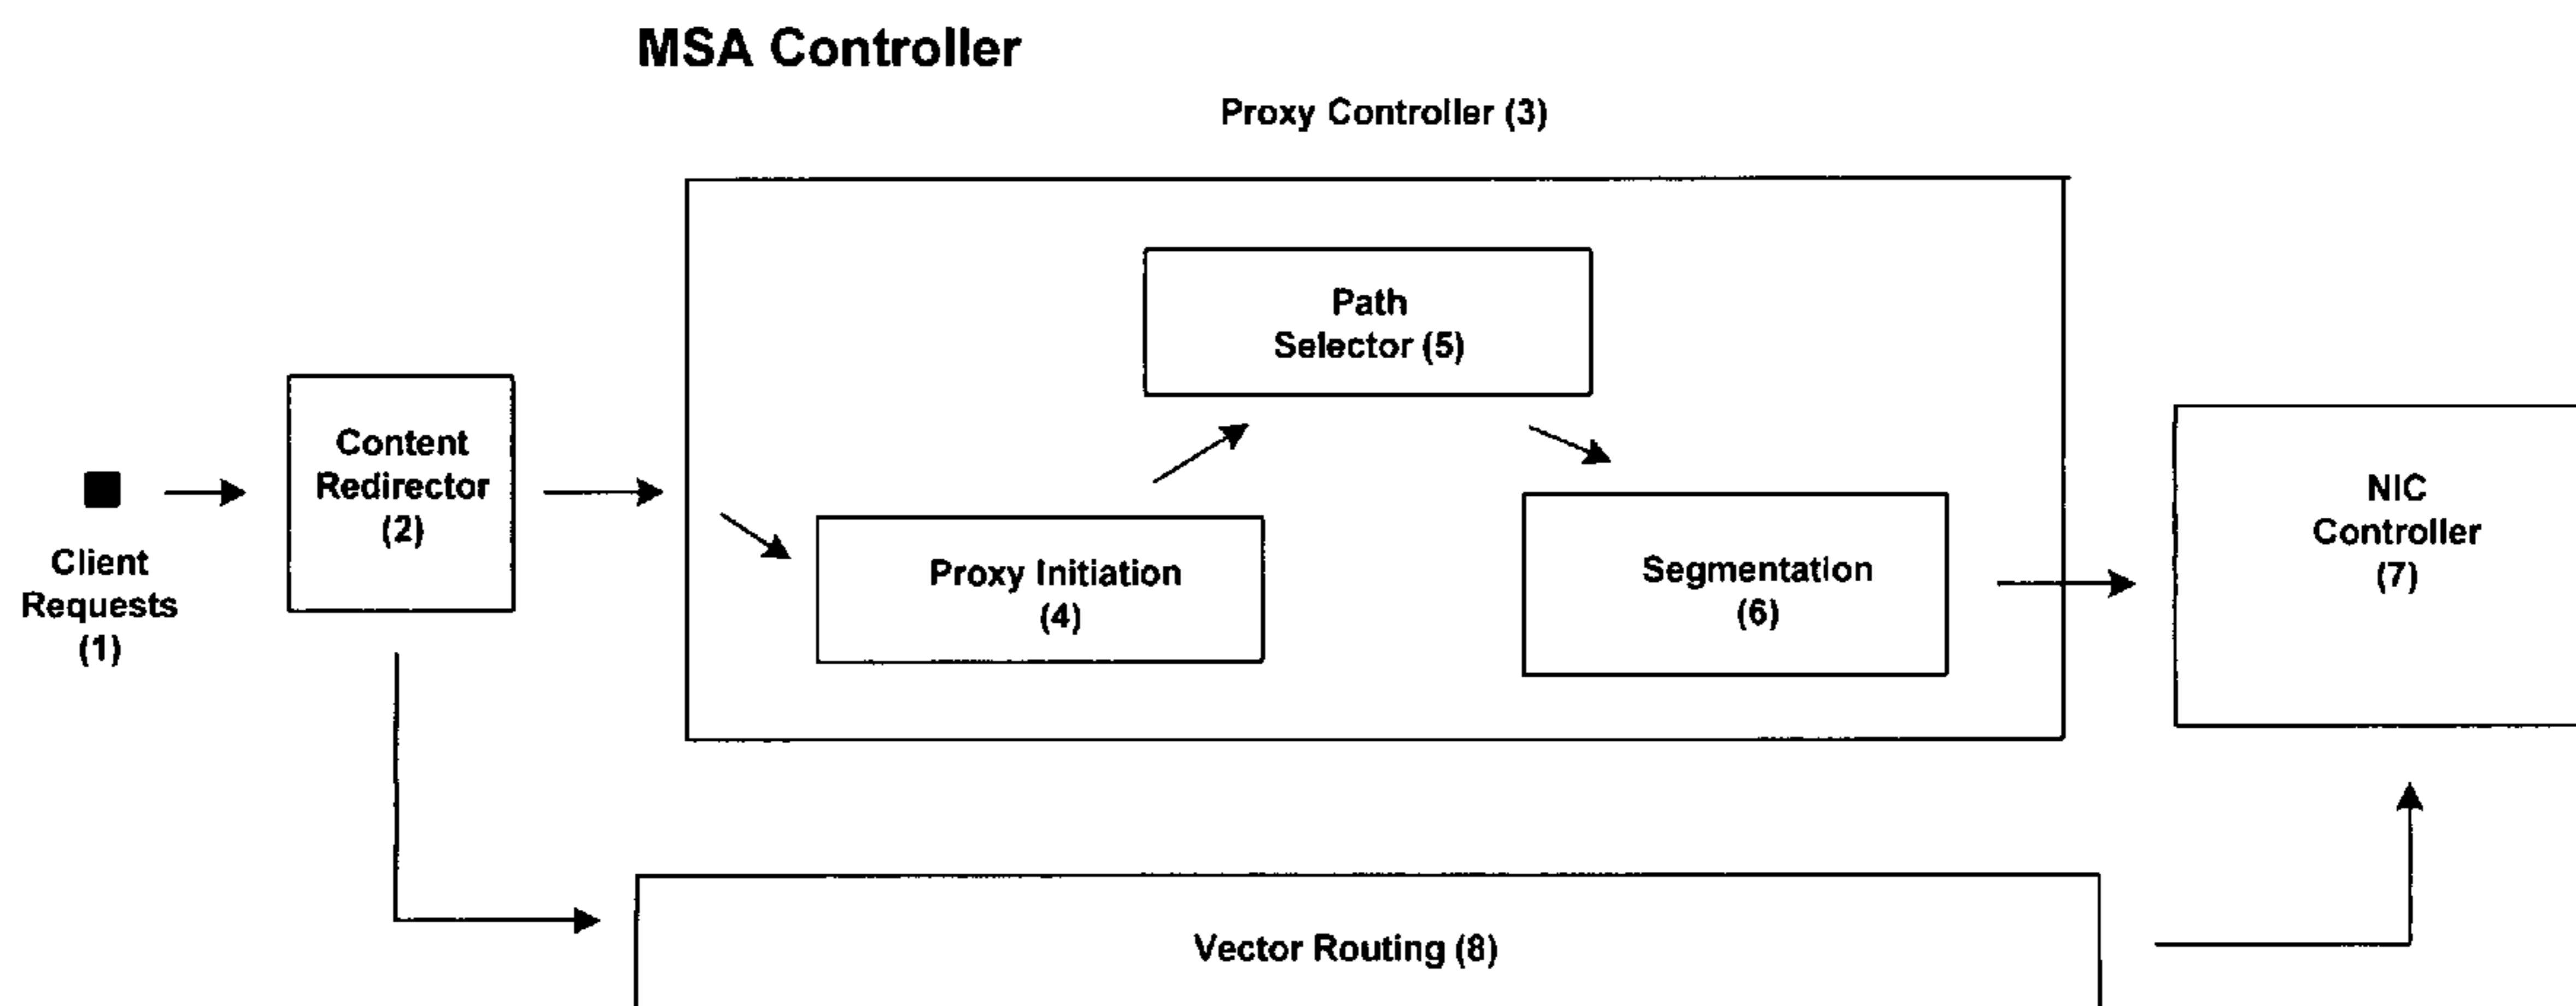 MSA Controller
Proxy Controller (3)
Path
Selector (5)
Content
Redirector
(2)
Client
Requests
(1)
Proxy Initiation
(4)
Segmentation
(6)
NIC
Controller
(7)
Vector Routing (8)